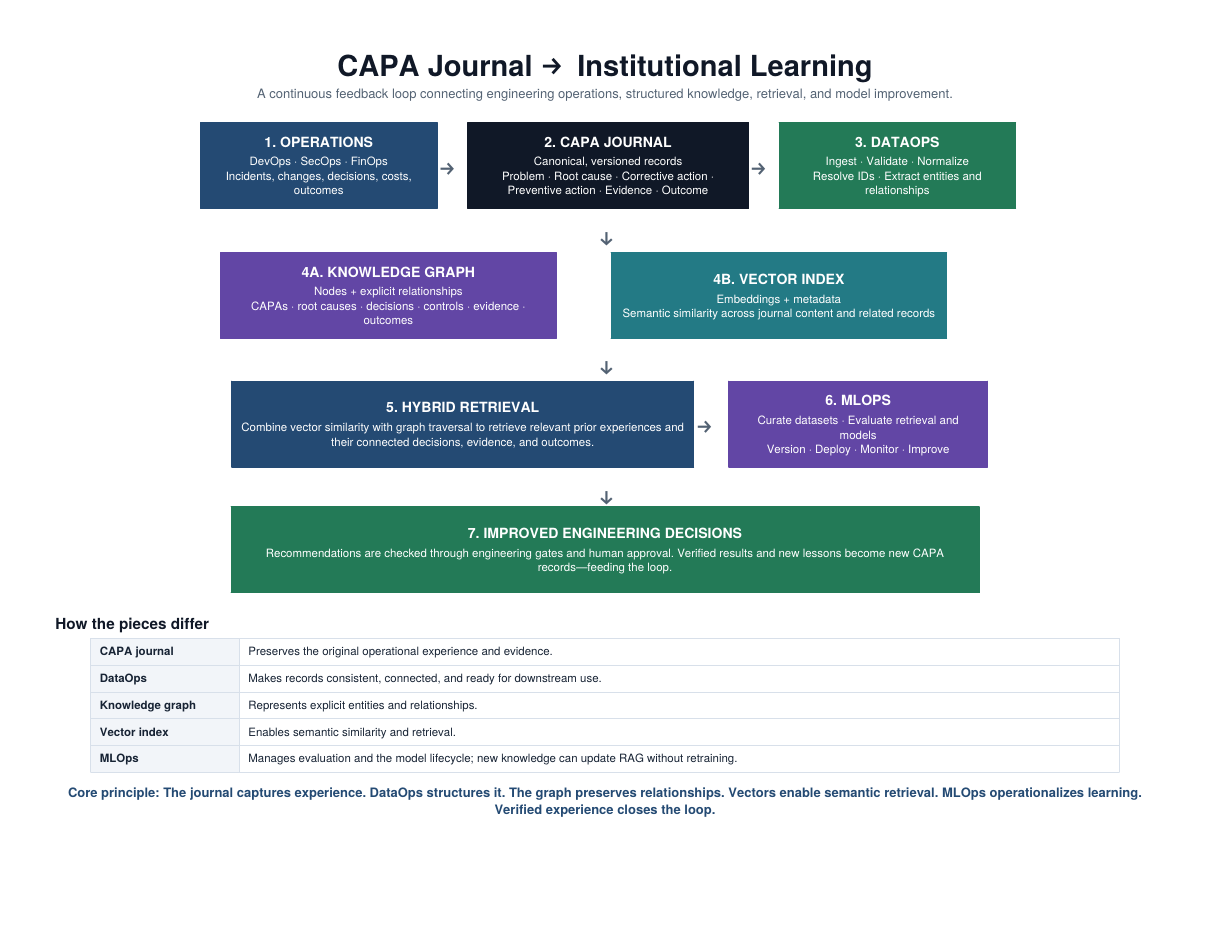 CAPA Journal → Institutional Learning
A continuous feedback loop connecting engineering operations, structured knowledge, retrieval, and model improvement.
1. OPERATIONS
DevOps · SecOps · FinOps
Incidents, changes, decisions, costs,
outcomes
→
2. CAPA JOURNAL
Canonical, versioned records
Problem · Root cause · Corrective action ·
Preventive action · Evidence · Outcome
→
3. DATAOPS
Ingest · Validate · Normalize
Resolve IDs · Extract entities and
relationships
↓
4A. KNOWLEDGE GRAPH
Nodes + explicit relationships
CAPAs · root causes · decisions · controls · evidence ·
outcomes
4B. VECTOR INDEX
Embeddings + metadata
Semantic similarity across journal content and related records
↓
5. HYBRID RETRIEVAL
Combine vector similarity with graph traversal to retrieve relevant prior experiences and
their connected decisions, evidence, and outcomes.
→
6. MLOPS
Curate datasets · Evaluate retrieval and
models
Version · Deploy · Monitor · Improve
↓
7. IMPROVED ENGINEERING DECISIONS
Recommendations are checked through engineering gates and human approval. Verified results and new lessons become new CAPA
records—feeding the loop.
How the pieces differ
CAPA journal Preserves the original operational experience and evidence.
DataOps Makes records consistent, connected, and ready for downstream use.
Knowledge graph Represents explicit entities and relationships.
Vector index Enables semantic similarity and retrieval.
MLOps Manages evaluation and the model lifecycle; new knowledge can update RAG without retraining.
Core principle: The journal captures experience. DataOps structures it. The graph preserves relationships. Vectors enable semantic retrieval. MLOps operationalizes learning.
Verified experience closes the loop.